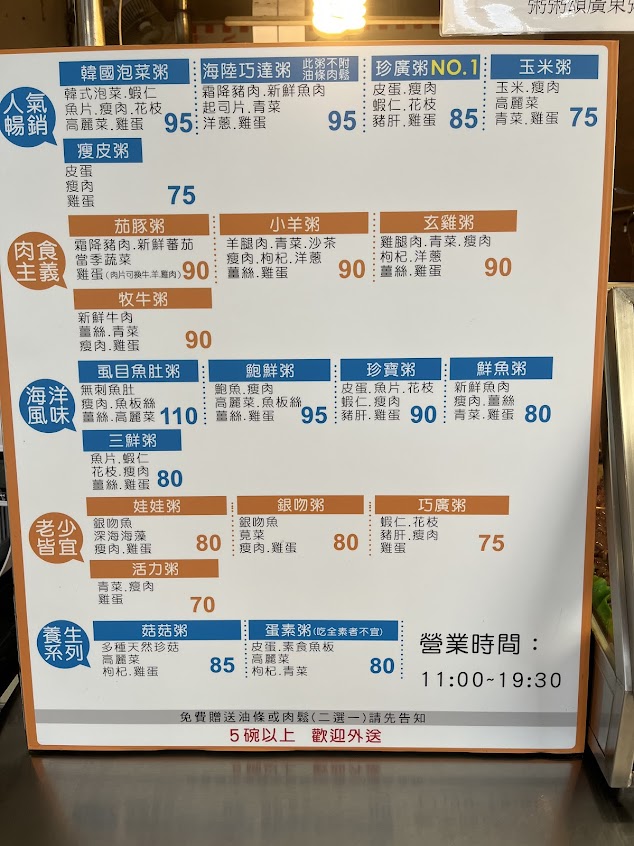 粥粥頌廣東粥
人氣暢銷
韓國泡菜粥
韓式泡菜.蝦仁
魚片.瘦肉.花枝
高麗菜.雞蛋 95
海陸巧達粥 此粥不附油條肉鬆
霜降豬肉.新鮮魚肉
起司片.青菜
洋蔥.雞蛋 95
珍廣粥 NO.1
皮蛋.瘦肉
蝦仁.花枝
豬肝.雞蛋 85
玉米粥
玉米.瘦肉
高麗菜
青菜.雞蛋 75
瘦皮粥
皮蛋
瘦肉
雞蛋 75
肉食主義
茄豚粥
霜降豬肉.新鮮蕃茄
當季蔬菜
雞蛋(肉片可換牛.羊.雞肉) 90
小羊粥
羊腿肉.青菜.沙茶
瘦肉.枸杞.洋蔥
薑絲.雞蛋 90
玄雞粥
雞腿肉.青菜.瘦肉
枸杞.洋蔥
薑絲.雞蛋 90
牧牛粥
新鮮牛肉
薑絲.青菜
瘦肉.雞蛋 90
海洋風味
虱目魚肚粥
無刺魚肚
瘦肉.魚板絲
薑絲.高麗菜 110
鮑鮮粥
鮑魚.瘦肉
高麗菜.魚板絲
薑絲.雞蛋 95
珍寶粥
皮蛋.魚片.花枝
蝦仁.瘦肉
豬肝.雞蛋 90
鮮魚粥
新鮮魚肉
瘦肉.薑絲
青菜.雞蛋 80
三鮮粥
魚片.蝦仁
花枝.瘦肉
薑絲.雞蛋 80
老少皆宜
娃娃粥
銀吻魚
深海海藻
瘦肉.雞蛋 80
銀吻粥
銀吻魚
莧菜
瘦肉.雞蛋 80
巧廣粥
蝦仁.花枝
豬肝.瘦肉
雞蛋 75
活力粥
青菜.瘦肉
雞蛋 70
養生系列
菇菇粥
多種天然珍菇
高麗菜
枸杞.雞蛋 85
蛋素粥(吃全素者不宜)
皮蛋.素食魚板
高麗菜
枸杞.青菜 80
營業時間：
11:00~19:30
免費贈送油條或肉鬆(二選一)請先告知
5碗以上 歡迎外送